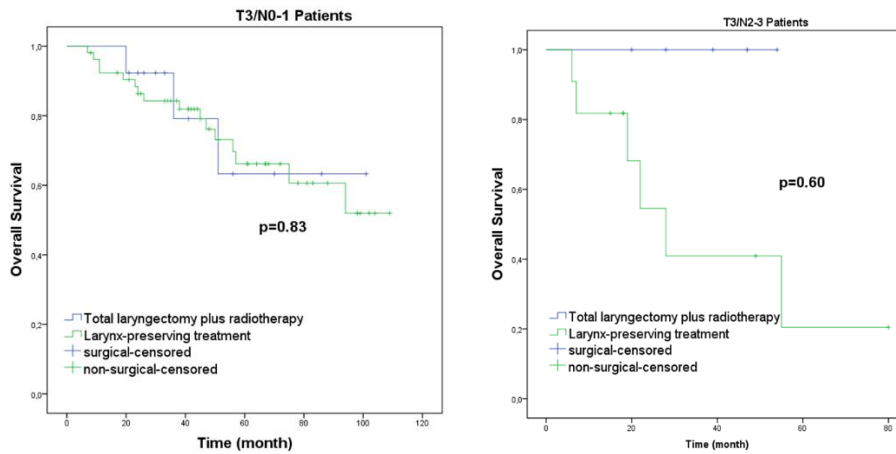 T3/N0-1 Patients
Overall Survival
1,0
0,8
0,6
0,4
0,2
0,0
p=0.83
Total laryngectomy plus radiotherapy
Larynx-preserving treatment
surgical-censored
non-surgical-censored
0 20 40 60 80 100 120
Time (month)
T3/N2-3 Patients
Overall Survival
1,0
0,8
0,6
0,4
0,2
0,0
p=0.60
Total laryngectomy plus radiotherapy
Larynx-preserving treatment
surgical-censored
non-surgical-censored
0 20 40 60 80
Time (month)